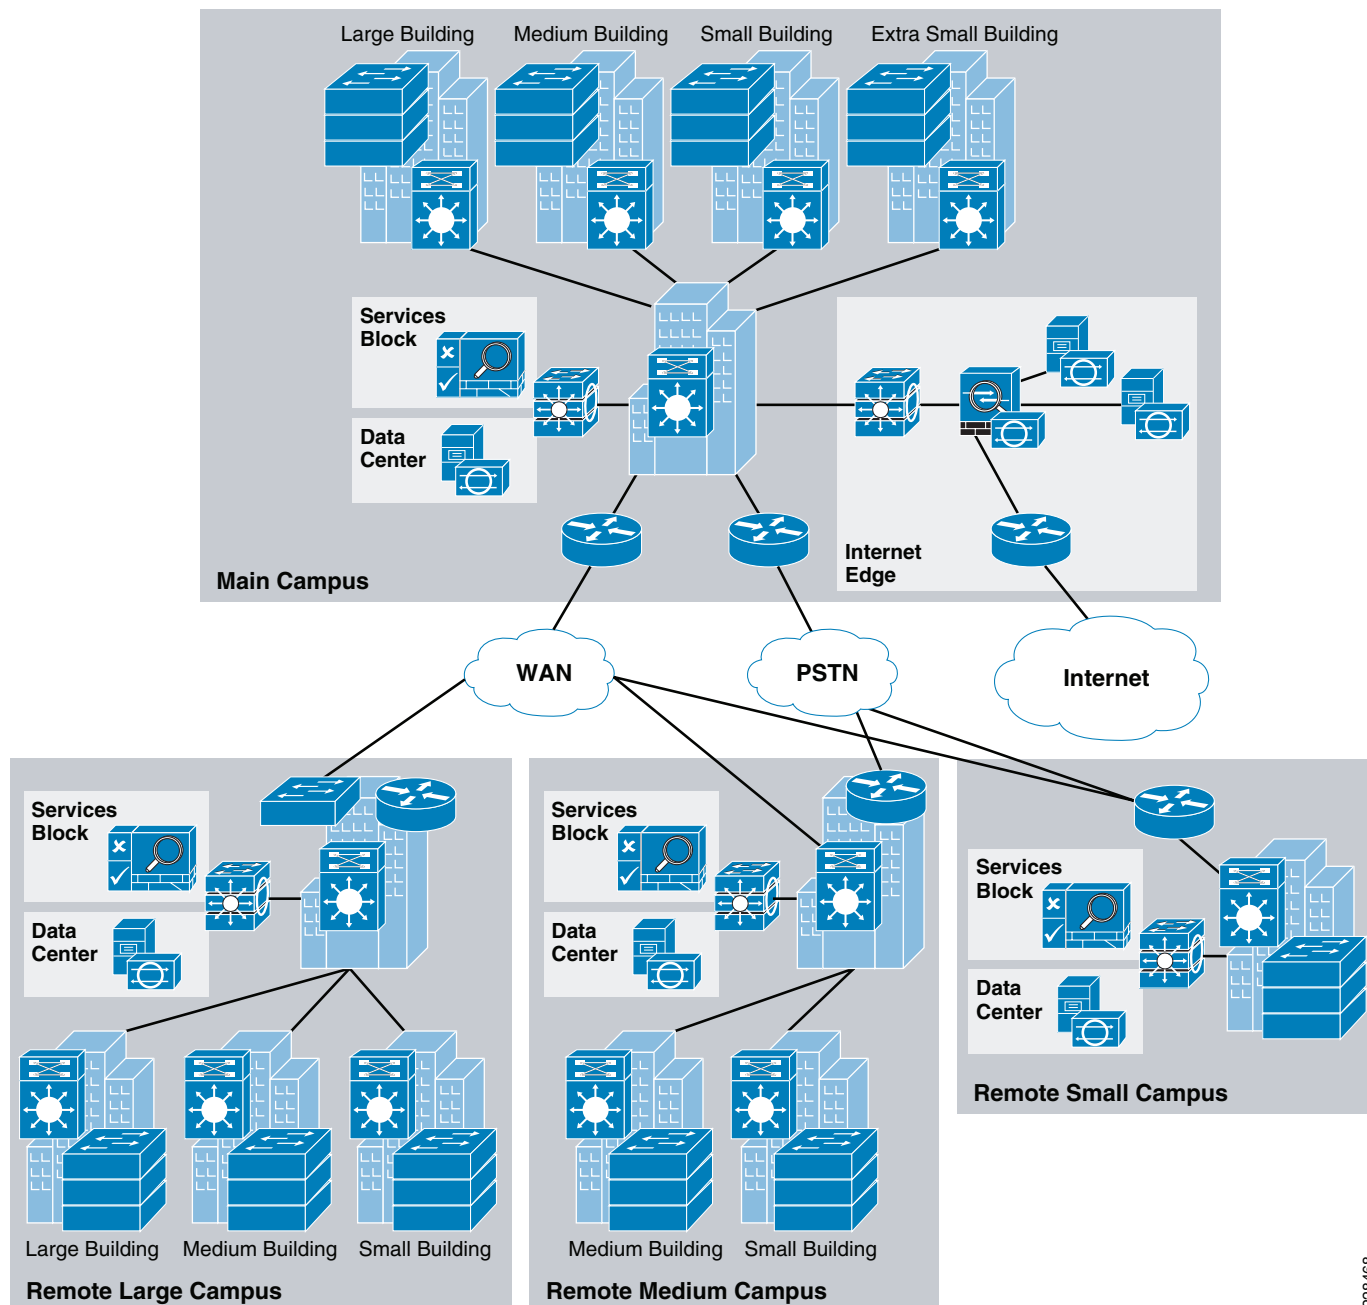 Large Building
Medium Building
Small Building
Extra Small Building
Services
Block
Data
Center
Internet
Edge
Main Campus
WAN
PSTN
Internet
Services
Block
Data
Center
Large Building
Medium Building
Small Building
Remote Large Campus
Services
Block
Data
Center
Medium Building
Small Building
Remote Medium Campus
Services
Block
Data
Center
Remote Small Campus